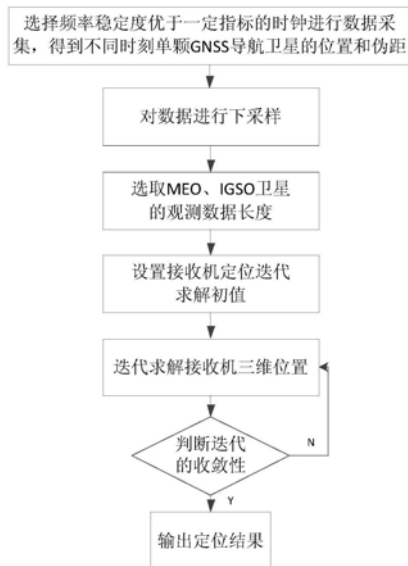 选择频率稳定度优于一定指标的时钟进行数据采
集，得到不同时刻单颗GNSS导航卫星的位置和伪距
对数据进行下采样
选取MEO、IGSO卫星
的观测数据长度
设置接收机定位迭代
求解初值
迭代求解接收机三维位置
判断迭代
的收敛性
N
Y
输出定位结果